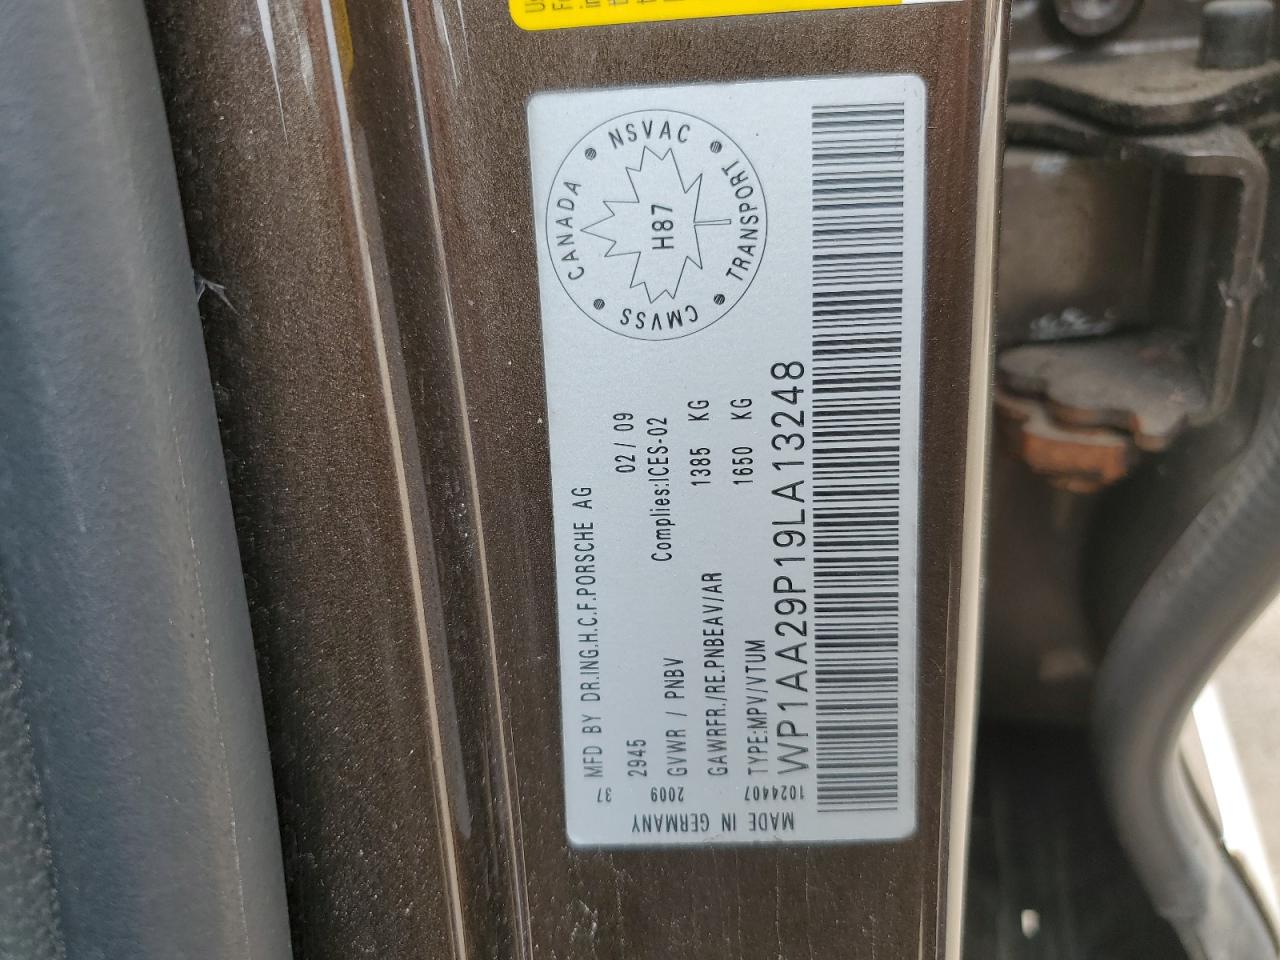 MFD BY DR.ING.H.C.F.PORSCHE AG
2945 02/09
GVWR / PNBV Complies:ICES-02
GAWRFR./RE.PNBEAV/AR 1385 KG
TYPE:MPV/VTUM 1650 KG
WP1AA29P19LA13248
CANADA • NSVAC • TRANSPORT • CMVSS •
H87
37
2009
1024407
MADE IN GERMANY